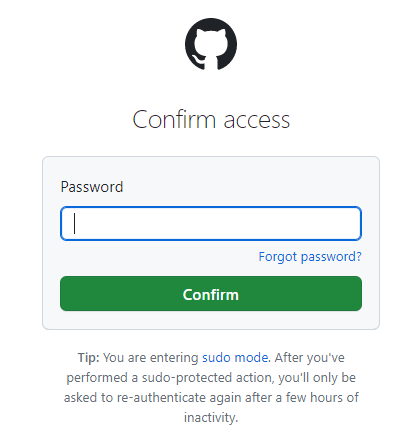 Confirm access
Password
Forgot password?
Confirm
Tip: You are entering sudo mode. After you've
performed a sudo-protected action, you'll only be
asked to re-authenticate again after a few hours of
inactivity.